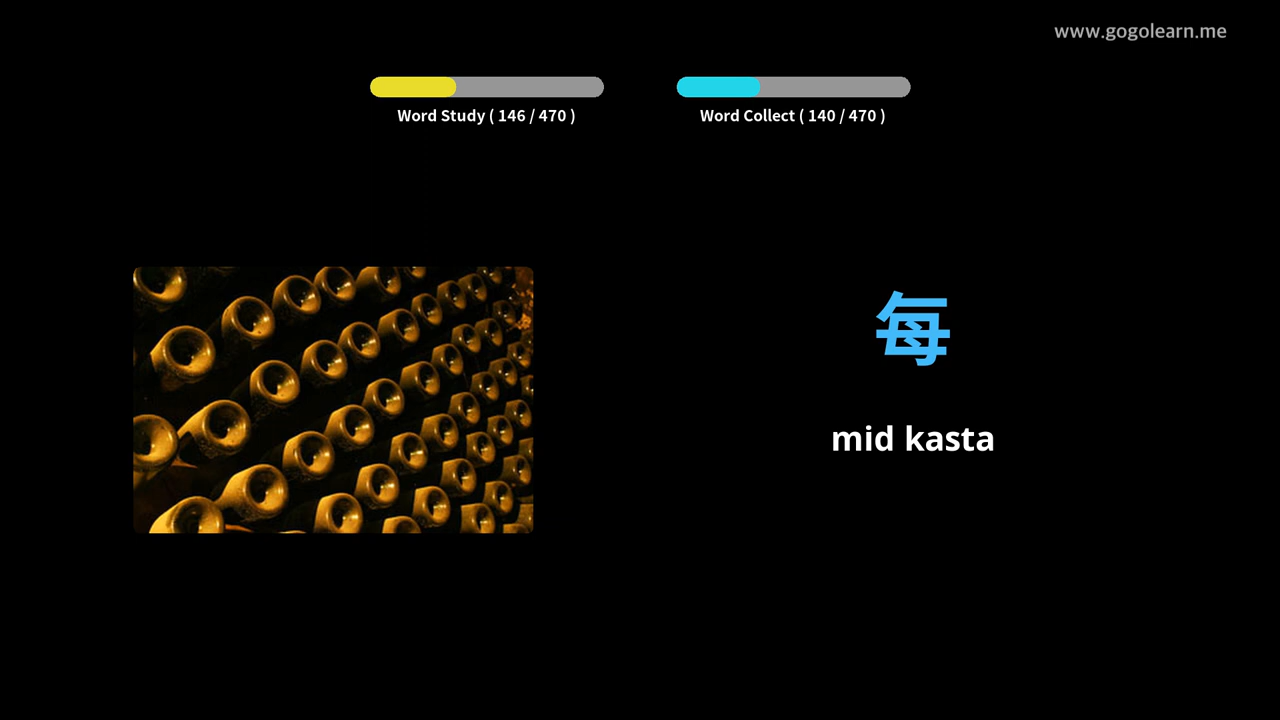 www.gogolearn.me
Word Study ( 146 / 470 )
Word Collect ( 140 / 470 )
每
mid kasta